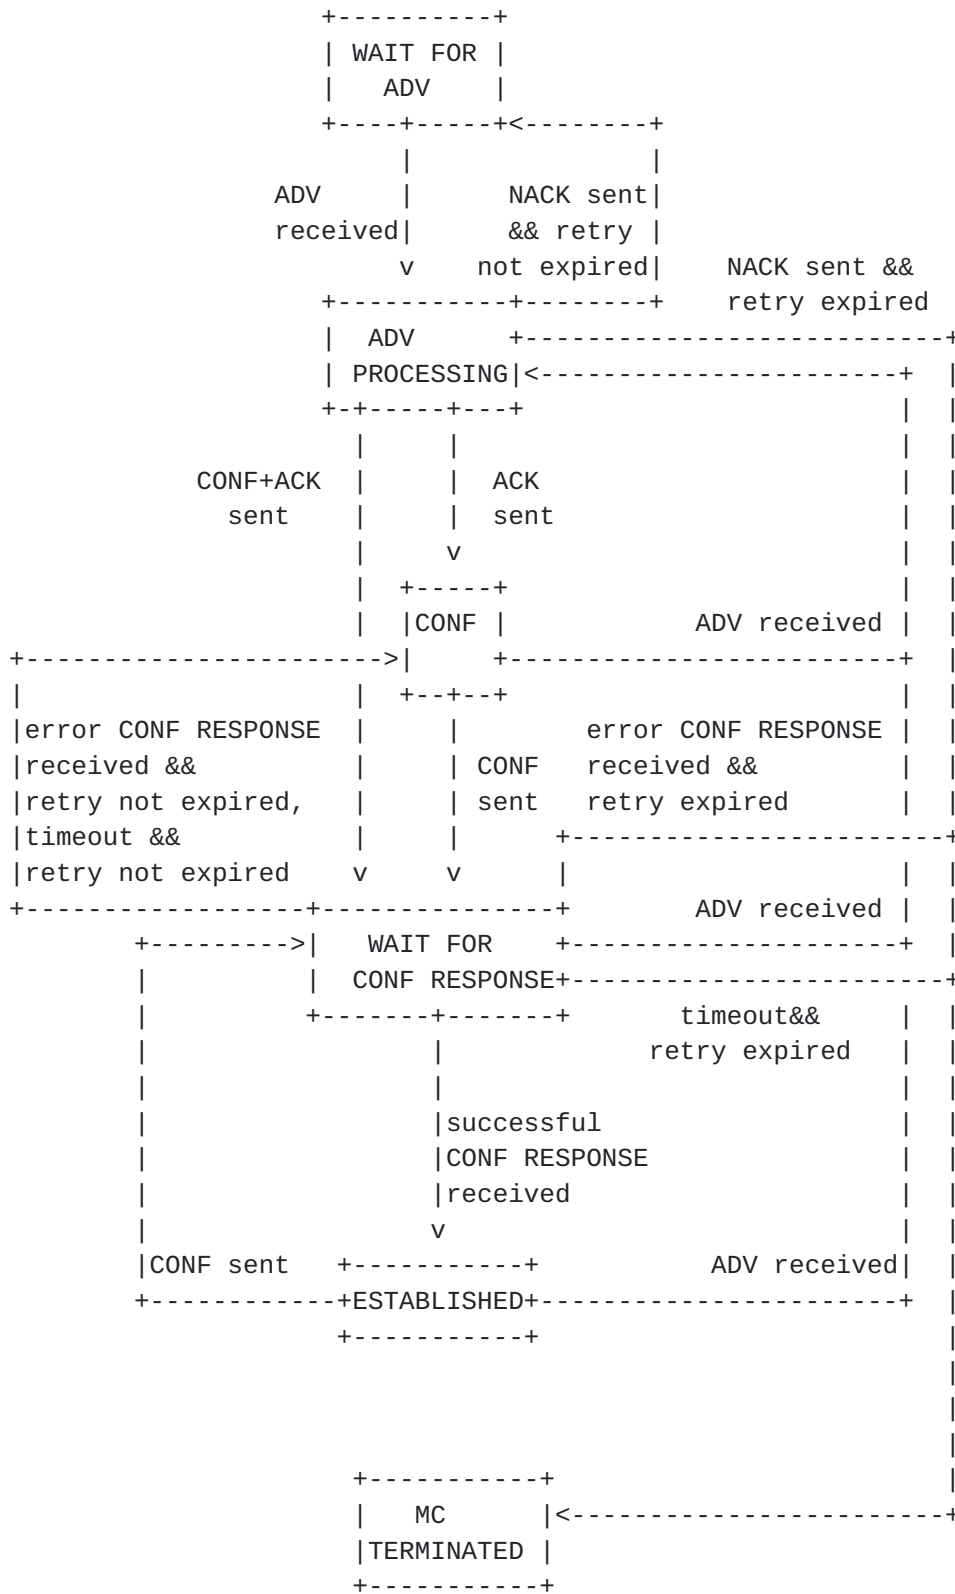 WAIT FOR
ADV
ADV NACK sent
received && retry
not expired NACK sent &&
retry expired
ADV
PROCESSING
CONF+ACK ACK
sent sent
CONF ADV received
error CONF RESPONSE error CONF RESPONSE
received && CONF received &&
retry not expired, sent retry expired
timeout &&
retry not expired
ADV received
WAIT FOR
CONF RESPONSE
timeout&&
retry expired
successful
CONF RESPONSE
received
CONF sent ADV received
ESTABLISHED
MC
TERMINATED